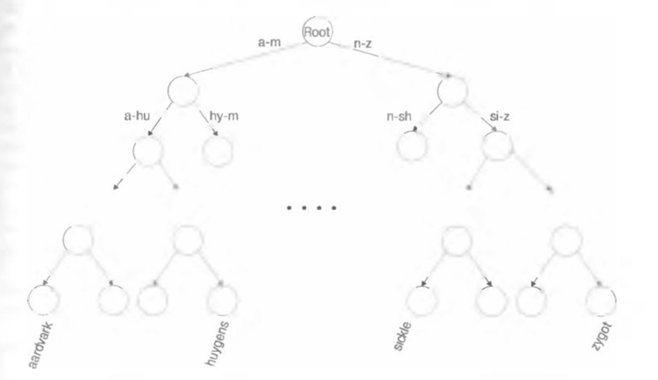 Root
a-m
n-z
a-hu
hy-m
n-sh
si-z
. . . .
aardvark
huygens
sickle
zygot